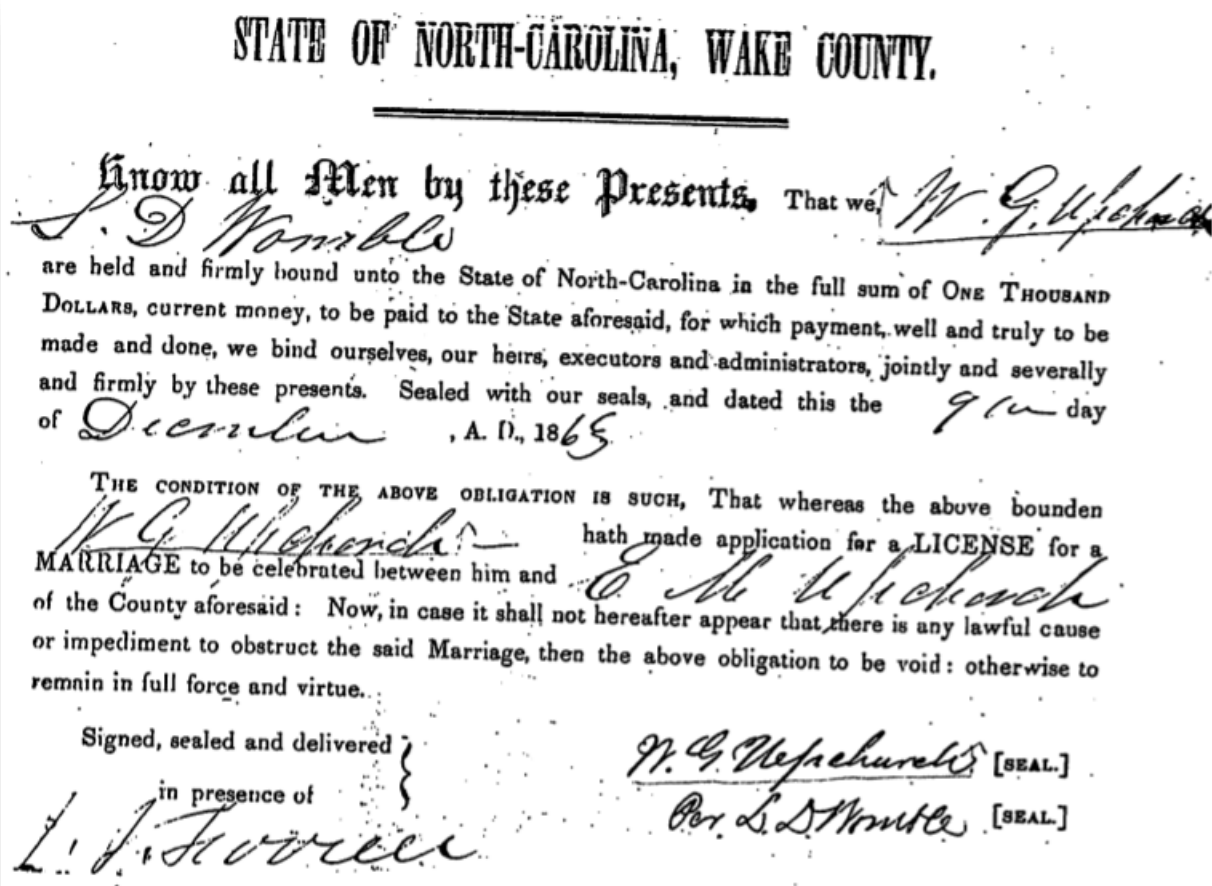 STATE OF NORTH-CAROLINA, WAKE COUNTY.
Know all Men by these Presents, That we, W. G. Upchurch
L. D Womble
are held and firmly bound unto the State of North-Carolina in the full sum of ONE THOUSAND
DOLLARS, current money, to be paid to the State aforesaid, for which payment, well and truly to be
made and done, we bind ourselves, our heirs, executors and administrators, jointly and severally
and firmly by these presents. Sealed with our seals, and dated this the 9th day
of December , A. D., 186
THE CONDITION OF THE ABOVE OBLIGATION IS SUCH, That whereas the above bounden
W G Upchurch hath made application for a LICENSE for a
MARRIAGE to be celebrated between him and E M Upchurch
of the County aforesaid: Now, in case it shall not hereafter appear that there is any lawful cause
or impediment to obstruct the said Marriage, then the above obligation to be void: otherwise to
remain in full force and virtue.
Signed, sealed and delivered W. G. Upchurch [SEAL.]
in presence of Per. L. D Womble [SEAL.]